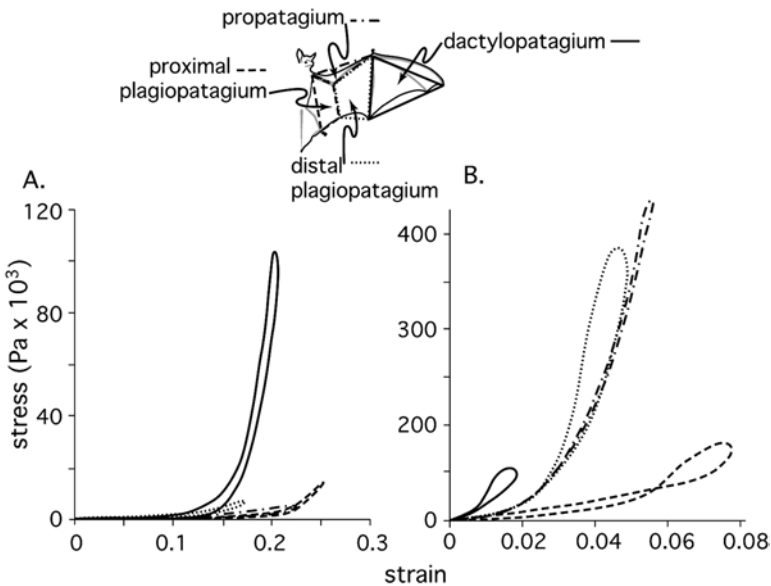 propatagium
dactylopatagium
proximal
plagiopatagium
distal
plagiopatagium
A.
B.
120
80
40
0
stress (Pa x 10³)
0
0.1
0.2
0.3
400
300
200
0
0
0.02
0.04
0.06
0.08
strain